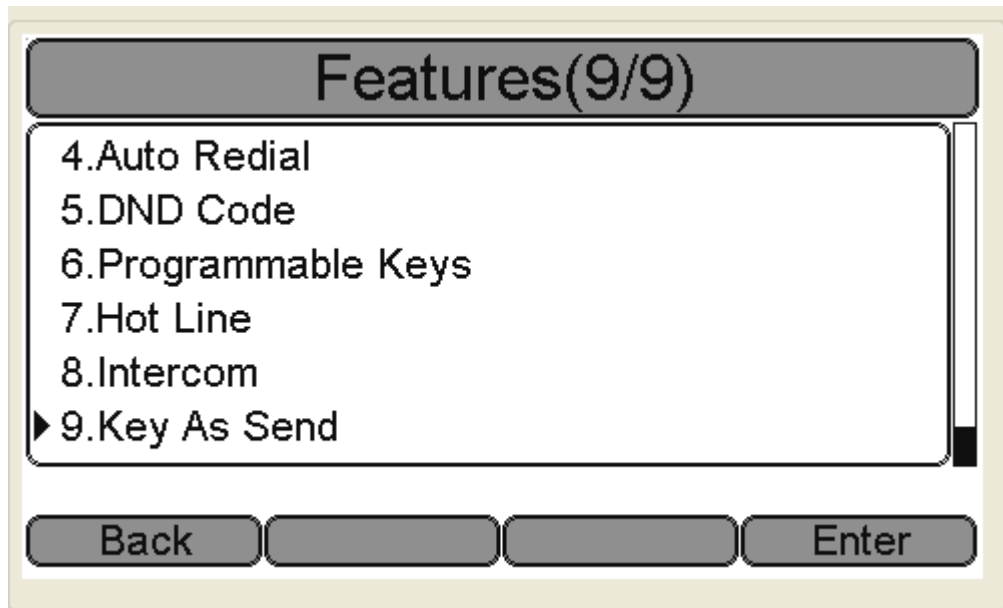 Features(9/9)
4.Auto Redial
5.DND Code
6.Programmable Keys
7.Hot Line
8.Intercom
9.Key As Send
Back Enter